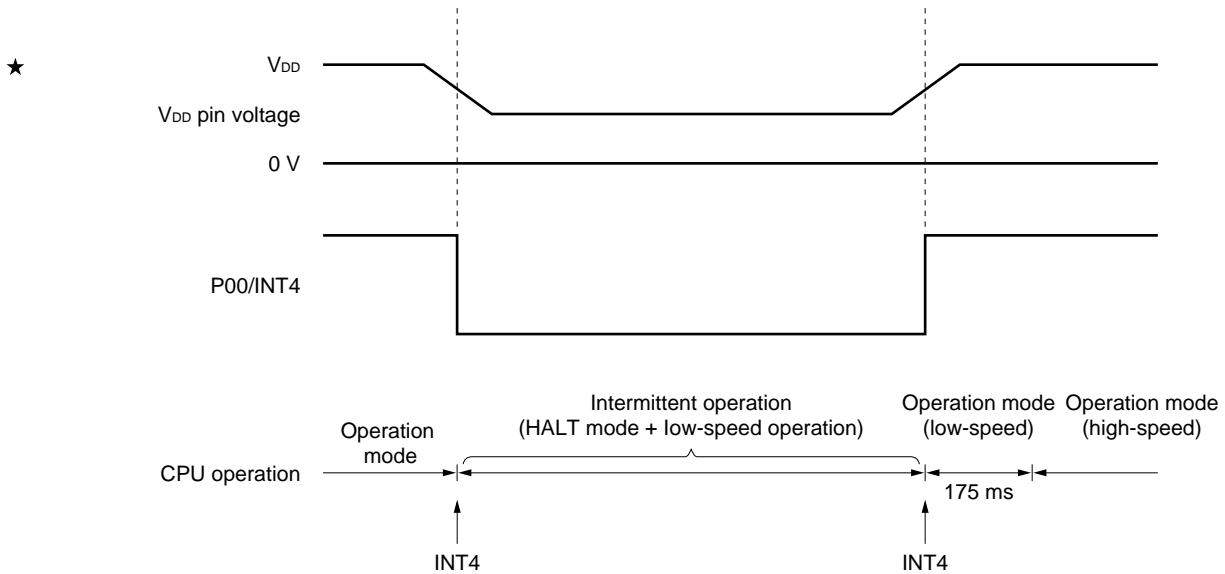 ★
VDD
VDD pin voltage
0 V
P00/INT4
Intermittent operation
(HALT mode + low-speed operation)
Operation mode
(low-speed)
Operation mode
(high-speed)
Operation
mode
CPU operation
175 ms
INT4
INT4